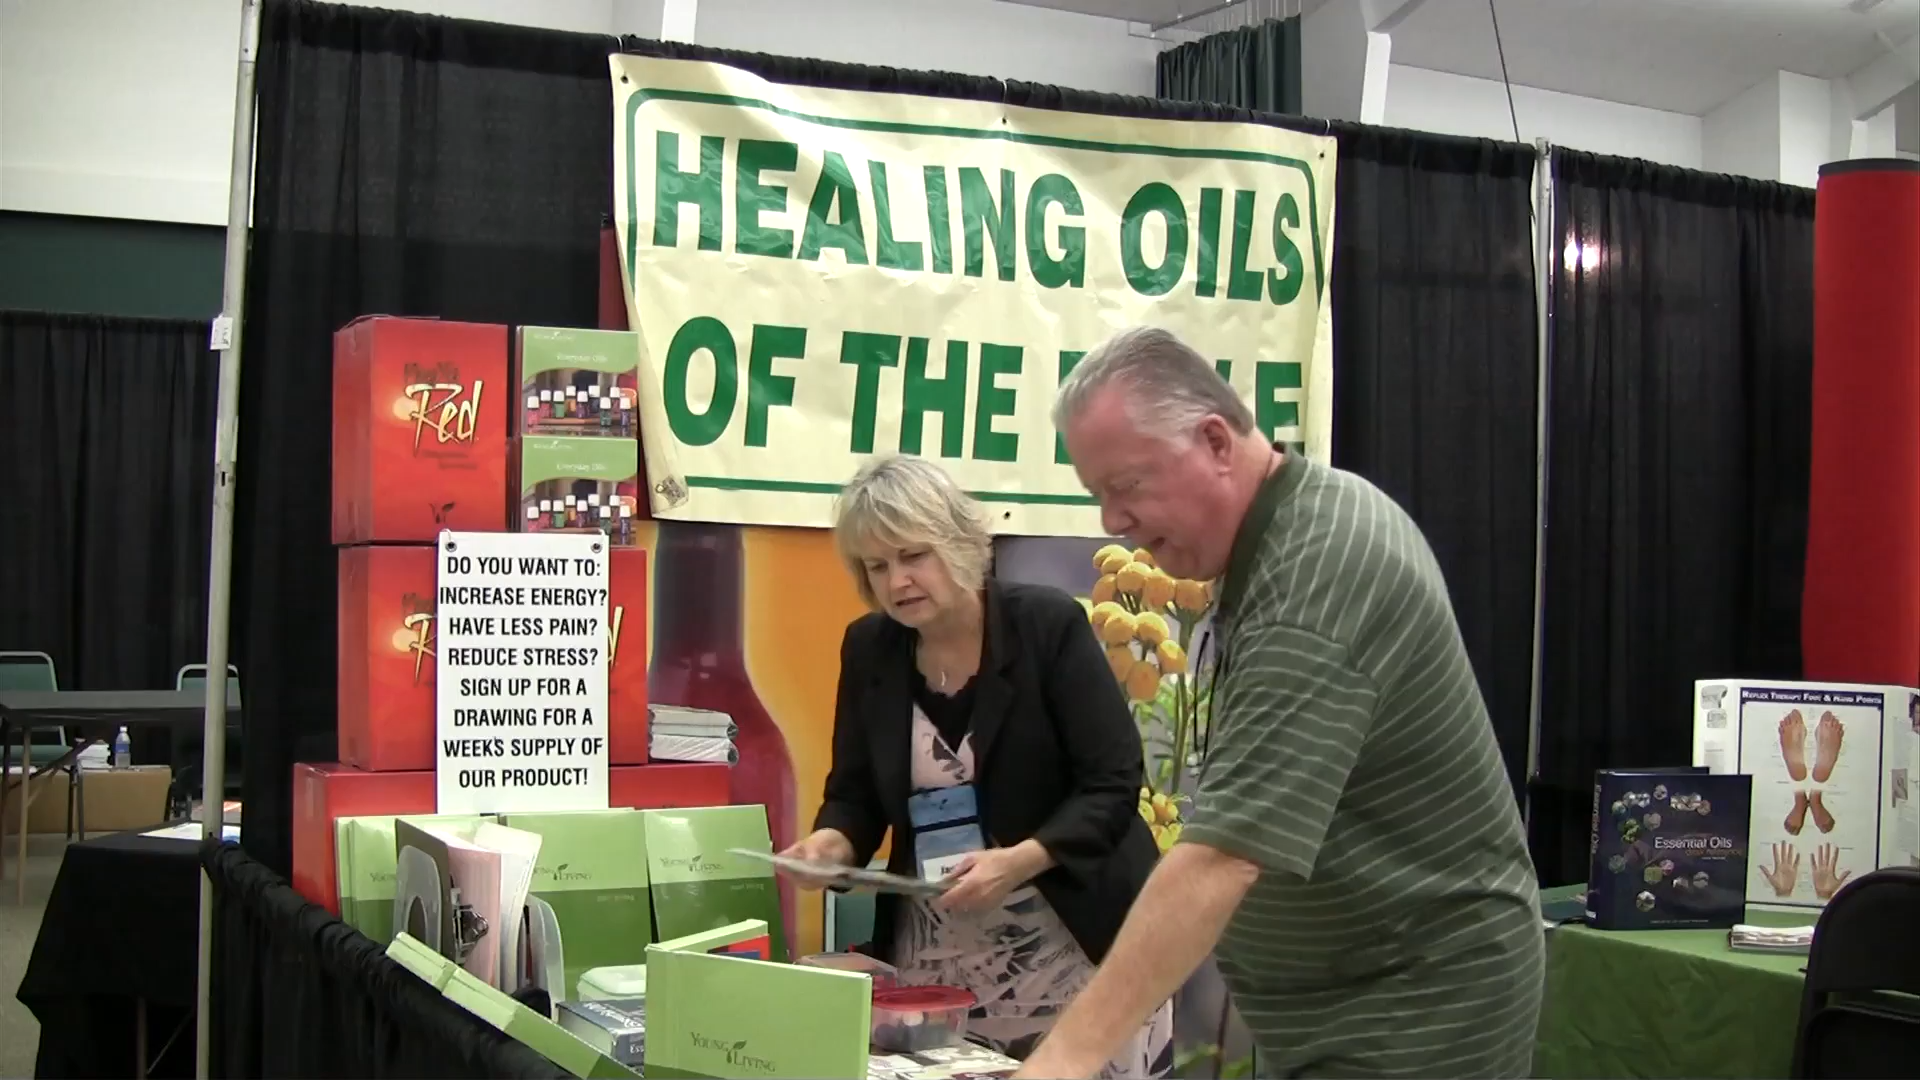 HEALING OILS
OF THE
Red
Everyday Oils
Everyday Oils
DO YOU WANT TO:
INCREASE ENERGY?
HAVE LESS PAIN?
REDUCE STRESS?
SIGN UP FOR A
DRAWING FOR A
WEEKS SUPPLY OF
OUR PRODUCT!
YOUNG LIVING
YOUNG LIVING
YOUNG LIVING
REFLEX THERAPY FOOT & HAND POINTS
Essential Oils